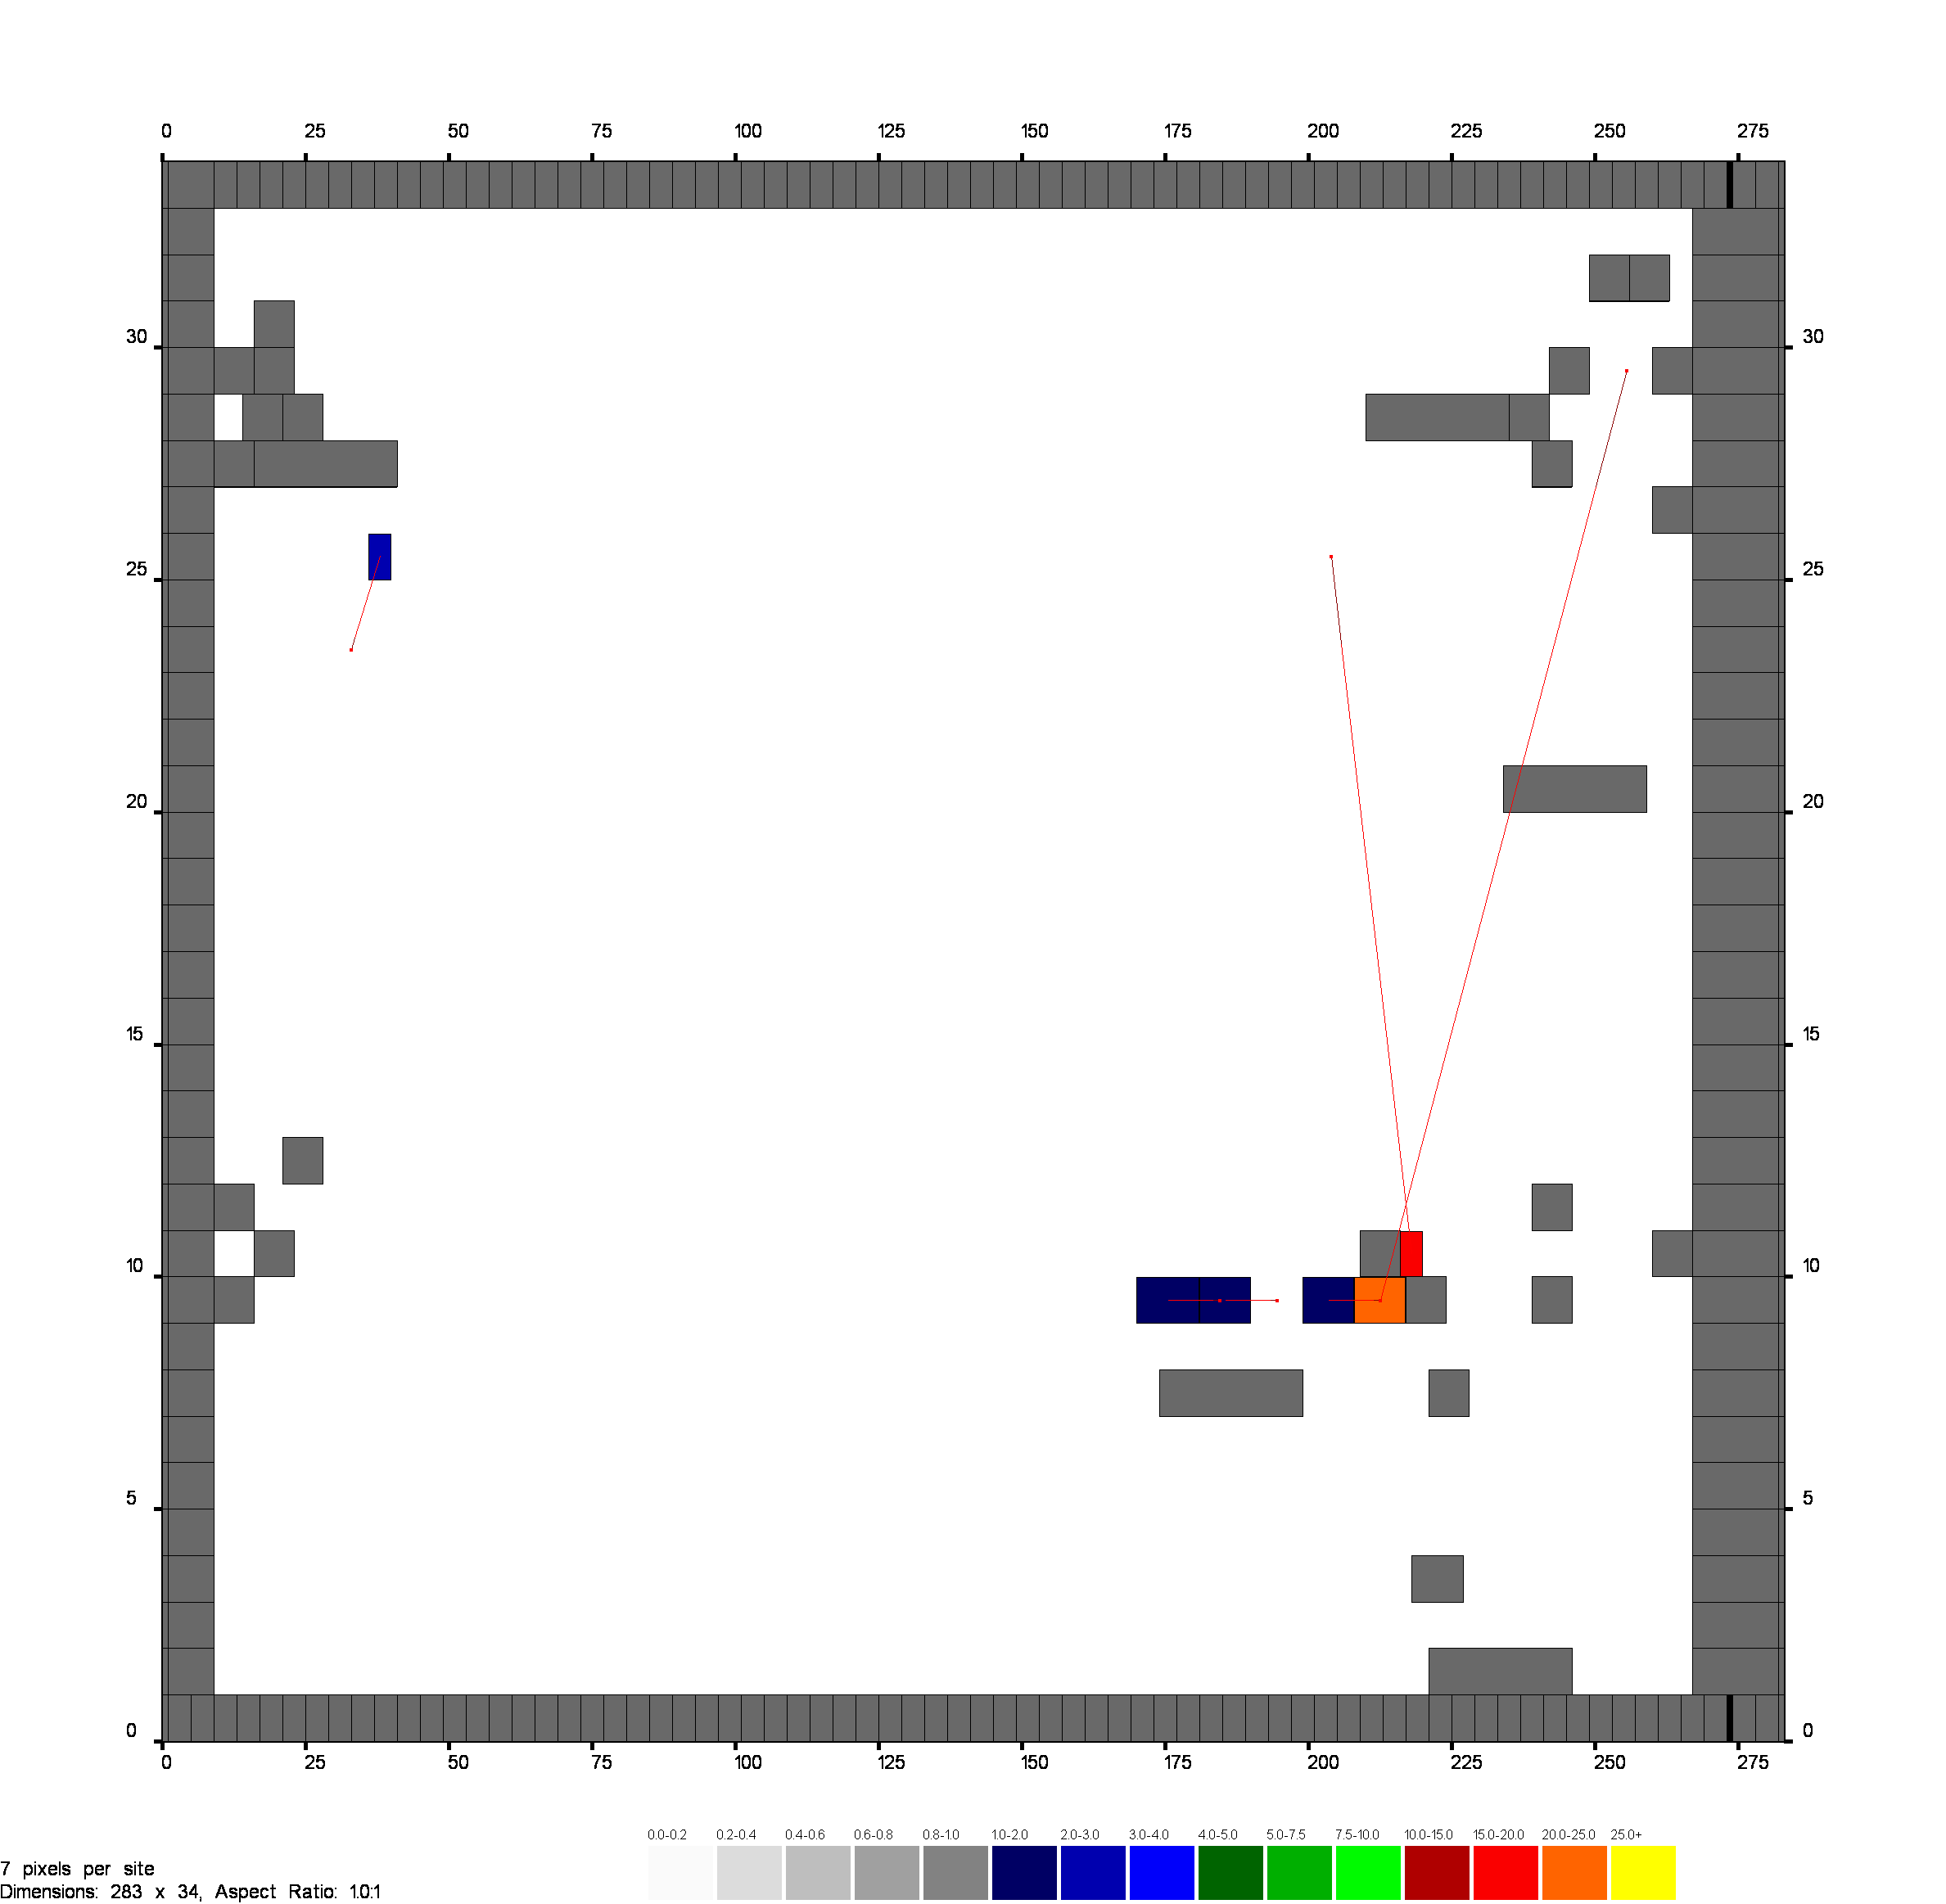 0 25 50 75 100 125 150 175 200 225 250 275
30 30
25 25
20 20
15 15
10 10
5 5
0 0
0 25 50 75 100 125 150 175 200 225 250 275
0.0-0.2 0.2-0.4 0.4-0.6 0.6-0.8 0.8-1.0 1.0-2.0 2.0-3.0 3.0-4.0 4.0-5.0 5.0-7.5 7.5-10.0 10.0-15.0 15.0-20.0 20.0-25.0 25.0+
7 pixels per site
Dimensions: 283 x 34, Aspect Ratio: 1.0:1